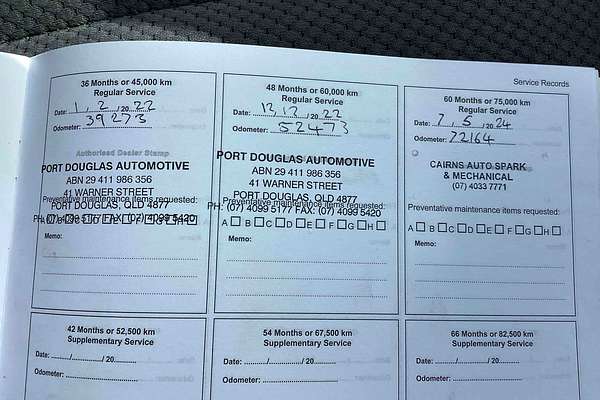 Service Records
36 Months or 45,000 km
Regular Service
Date: 1, 2 / 20 22
Odometer: 39273
Authorised Dealer Stamp
PORT DOUGLAS AUTOMOTIVE
ABN 29 411 986 356
41 WARNER STREET
PORT DOUGLAS, QLD 4877
Preventative maintenance items requested:
PH: (07) 4099 5177 FAX: (07) 4099 5420
Memo:
48 Months or 60,000 km
Regular Service
Date: 12, 12 / 20 22
Odometer: 52473
PORT DOUGLAS AUTOMOTIVE
ABN 29 411 986 356
41 WARNER STREET
PORT DOUGLAS, QLD 4877
Preventative maintenance items requested:
PH: (07) 4099 5177 FAX: (07) 4099 5420
A B C D E F G H
Memo:
60 Months or 75,000 km
Regular Service
Date: 7, 5 / 20 24
Odometer: 72164
CAIRNS AUTO SPARK
& MECHANICAL
(07) 4033 7771
Preventative maintenance items requested:
A B C D E F G H
Memo:
42 Months or 52,500 km
Supplementary Service
Date: ....../....../ 20......
Odometer:
54 Months or 67,500 km
Supplementary Service
Date: ....../....../ 20......
Odometer:
66 Months or 82,500 km
Supplementary Service
Date: ....../....../ 20......
Odometer: